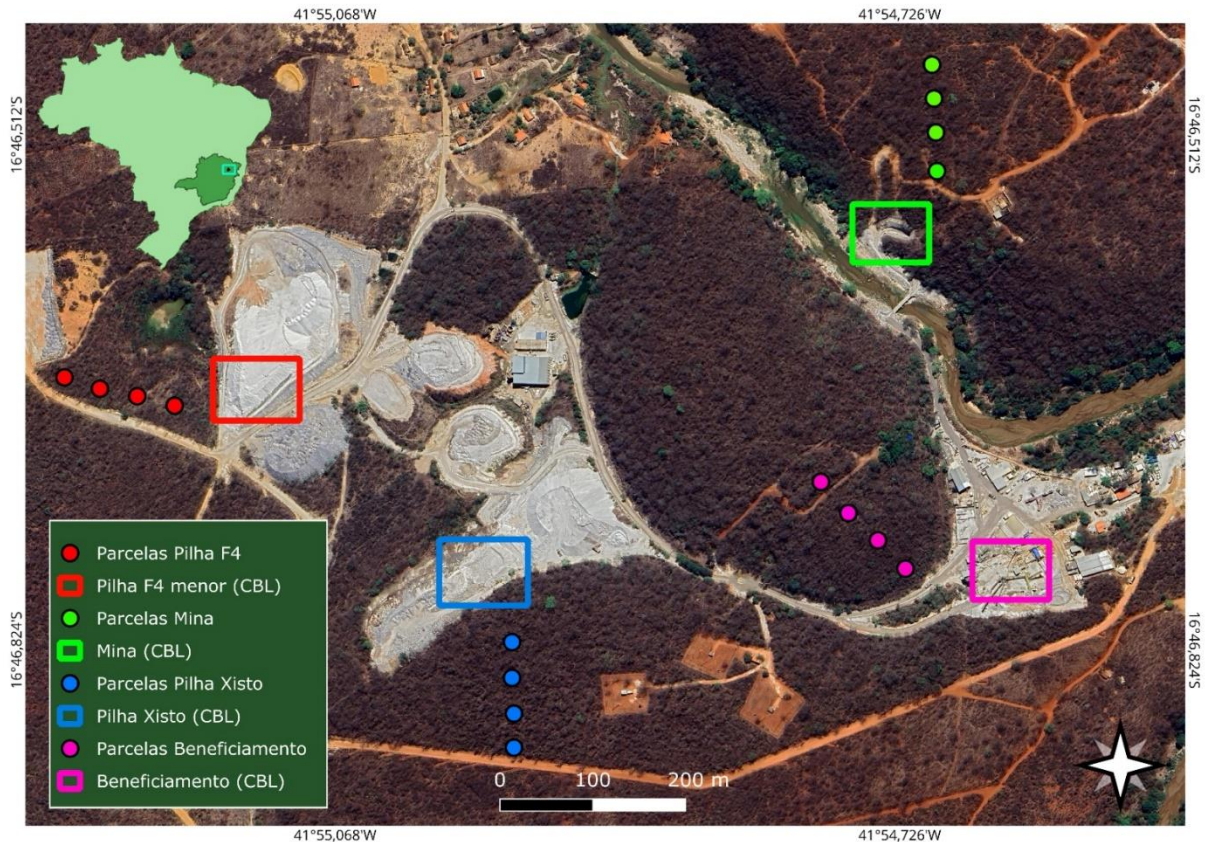 41°55,068'W
41°54,726'W
16°46,512'S
16°46,512'S
Parcelas Pilha F4
Pilha F4 menor (CBL)
Parcelas Mina
Mina (CBL)
Parcelas Pilha Xisto
Pilha Xisto (CBL)
Parcelas Beneficiamento
Beneficiamento (CBL)
16°46,824'S
16°46,824'S
0 100 200 m
41°55,068'W
41°54,726'W